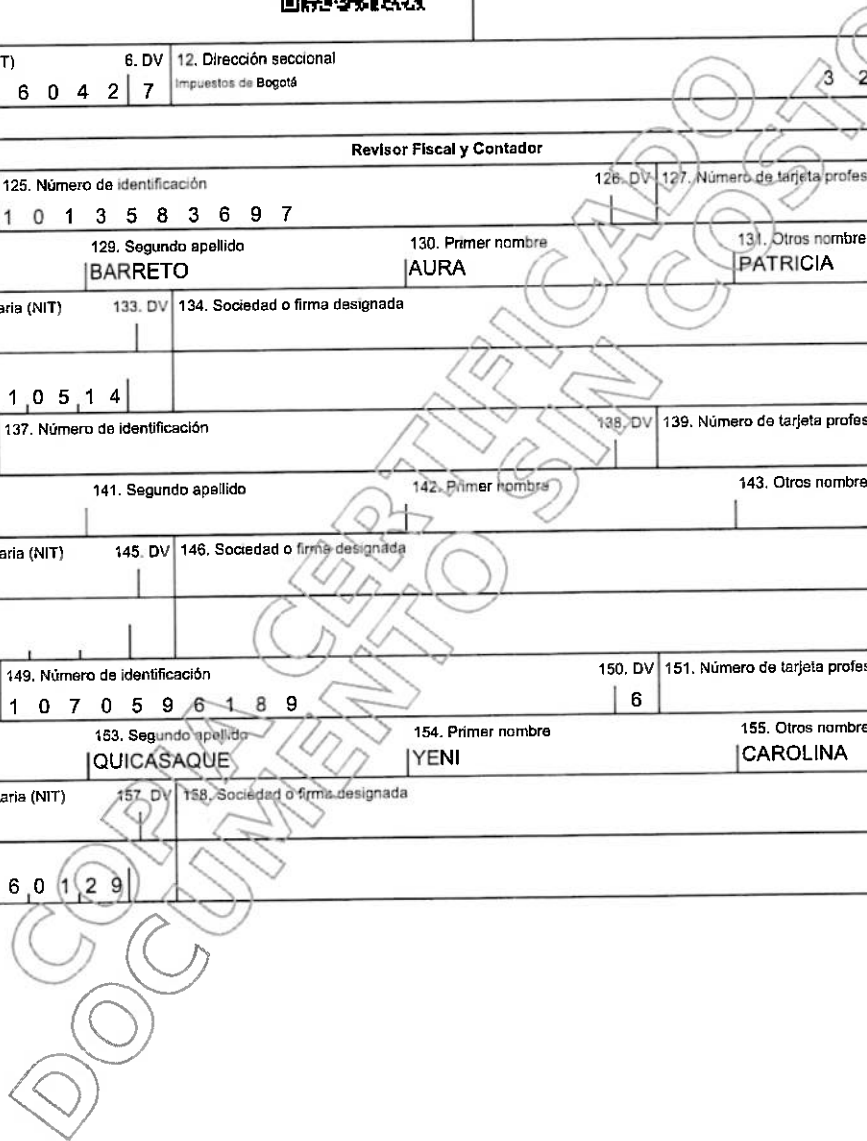 T) 6. DV 12. Dirección seccional
6 0 4 2 7 Impuestos de Bogotá 3 2
Revisor Fiscal y Contador
125. Número de identificación 126. DV 127. Número de tarjeta profes
1 0 1 3 5 8 3 6 9 7
129. Segundo apellido 130. Primer nombre 131. Otros nombre
BARRETO AURA PATRICIA
aria (NIT) 133. DV 134. Sociedad o firma designada
1 0 5 1 4
137. Número de identificación 138. DV 139. Número de tarjeta profes
141. Segundo apellido 142. Primer nombre 143. Otros nombre
aria (NIT) 145. DV 146. Sociedad o firma designada
149. Número de identificación 150. DV 151. Número de tarjeta profes
1 0 7 0 5 9 6 1 8 9 6
153. Segundo apellido 154. Primer nombre 155. Otros nombre
QUICASAQUE YENI CAROLINA
aria (NIT) 157. DV 158. Sociedad o firma designada
6 0 1 2 9
COPIA CERTIFICADO
DOCUMENTO SIN COSTO